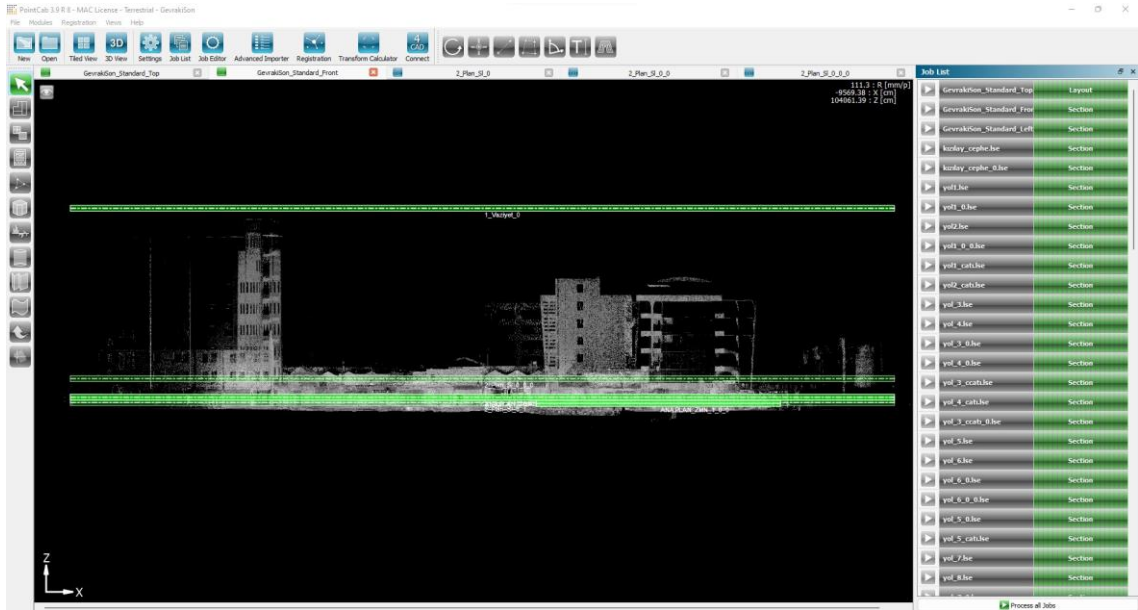 PointCab 3.9 R 8 - MAC License - Terrestrial - GevrakiSon
File Modules Registration Views Help
3D
4 CAD
New Open Tiled View 3D View Settings Job List Job Editor Advanced Importer Registration Transform Calculator Connect
GevrakiSon_Standard_Top GevrakiSon_Standard_Front 2_Plan_Sl_0 2_Plan_Sl_0_0 2_Plan_Sl_0_0_0 Job List
111.3 : R [mm/p]
-9569.38 : X [cm]
104061.39 : Z [cm]
1_Vaziyet_0
Z
X
GevrakiSon_Standard_Top Layout
GevrakiSon_Standard_Fron Section
GevrakiSon_Standard_Left Section
kizilay_cephe.lse Section
kizilay_cephe_0.lse Section
yol1.lse Section
yol1_0.lse Section
yol2.lse Section
yol1_0_0.lse Section
yol1_cats.lse Section
yol2_cats.lse Section
yol_3.lse Section
yol_4.lse Section
yol_3_0.lse Section
yol_4_0.lse Section
yol_3_ccats.lse Section
yol_4_cats.lse Section
yol_3_ccats_0.lse Section
yol_5.lse Section
yol_6.lse Section
yol_6_0.lse Section
yol_6_0_0.lse Section
yol_5_0.lse Section
yol_5_cats.lse Section
yol_7.lse Section
yol_8.lse Section
Process all Jobs